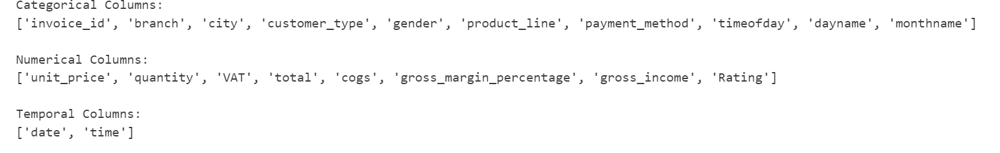 Categorical Columns:
['invoice_id', 'branch', 'city', 'customer_type', 'gender', 'product_line', 'payment_method', 'timeofday', 'dayname', 'monthname']
Numerical Columns:
['unit_price', 'quantity', 'VAT', 'total', 'cogs', 'gross_margin_percentage', 'gross_income', 'Rating']
Temporal Columns:
['date', 'time']